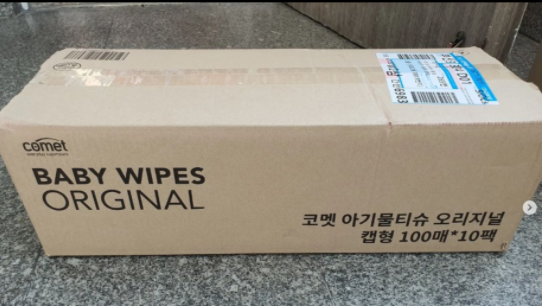 comet
BABY WIPES
ORIGINAL
코멧 아기물티슈 오리지널
캡형 100매*10팩